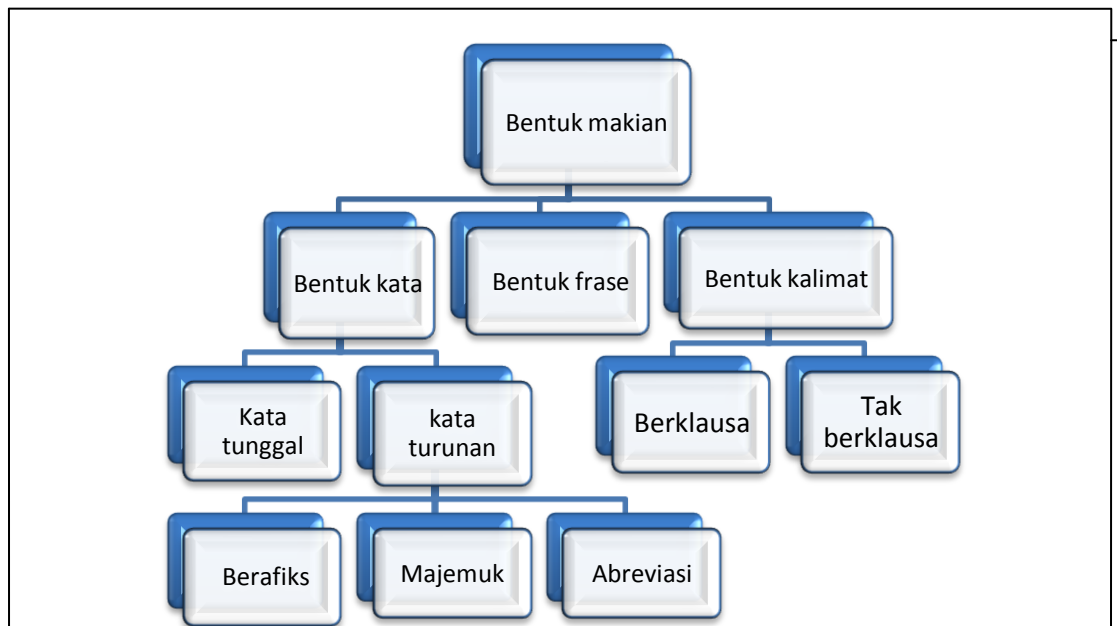 Bentuk makian
Bentuk kata
Bentuk frase
Bentuk kalimat
Kata
tunggal
kata
turunan
Berklausa
Tak
berklausa
Berafiks
Majemuk
Abreviasi